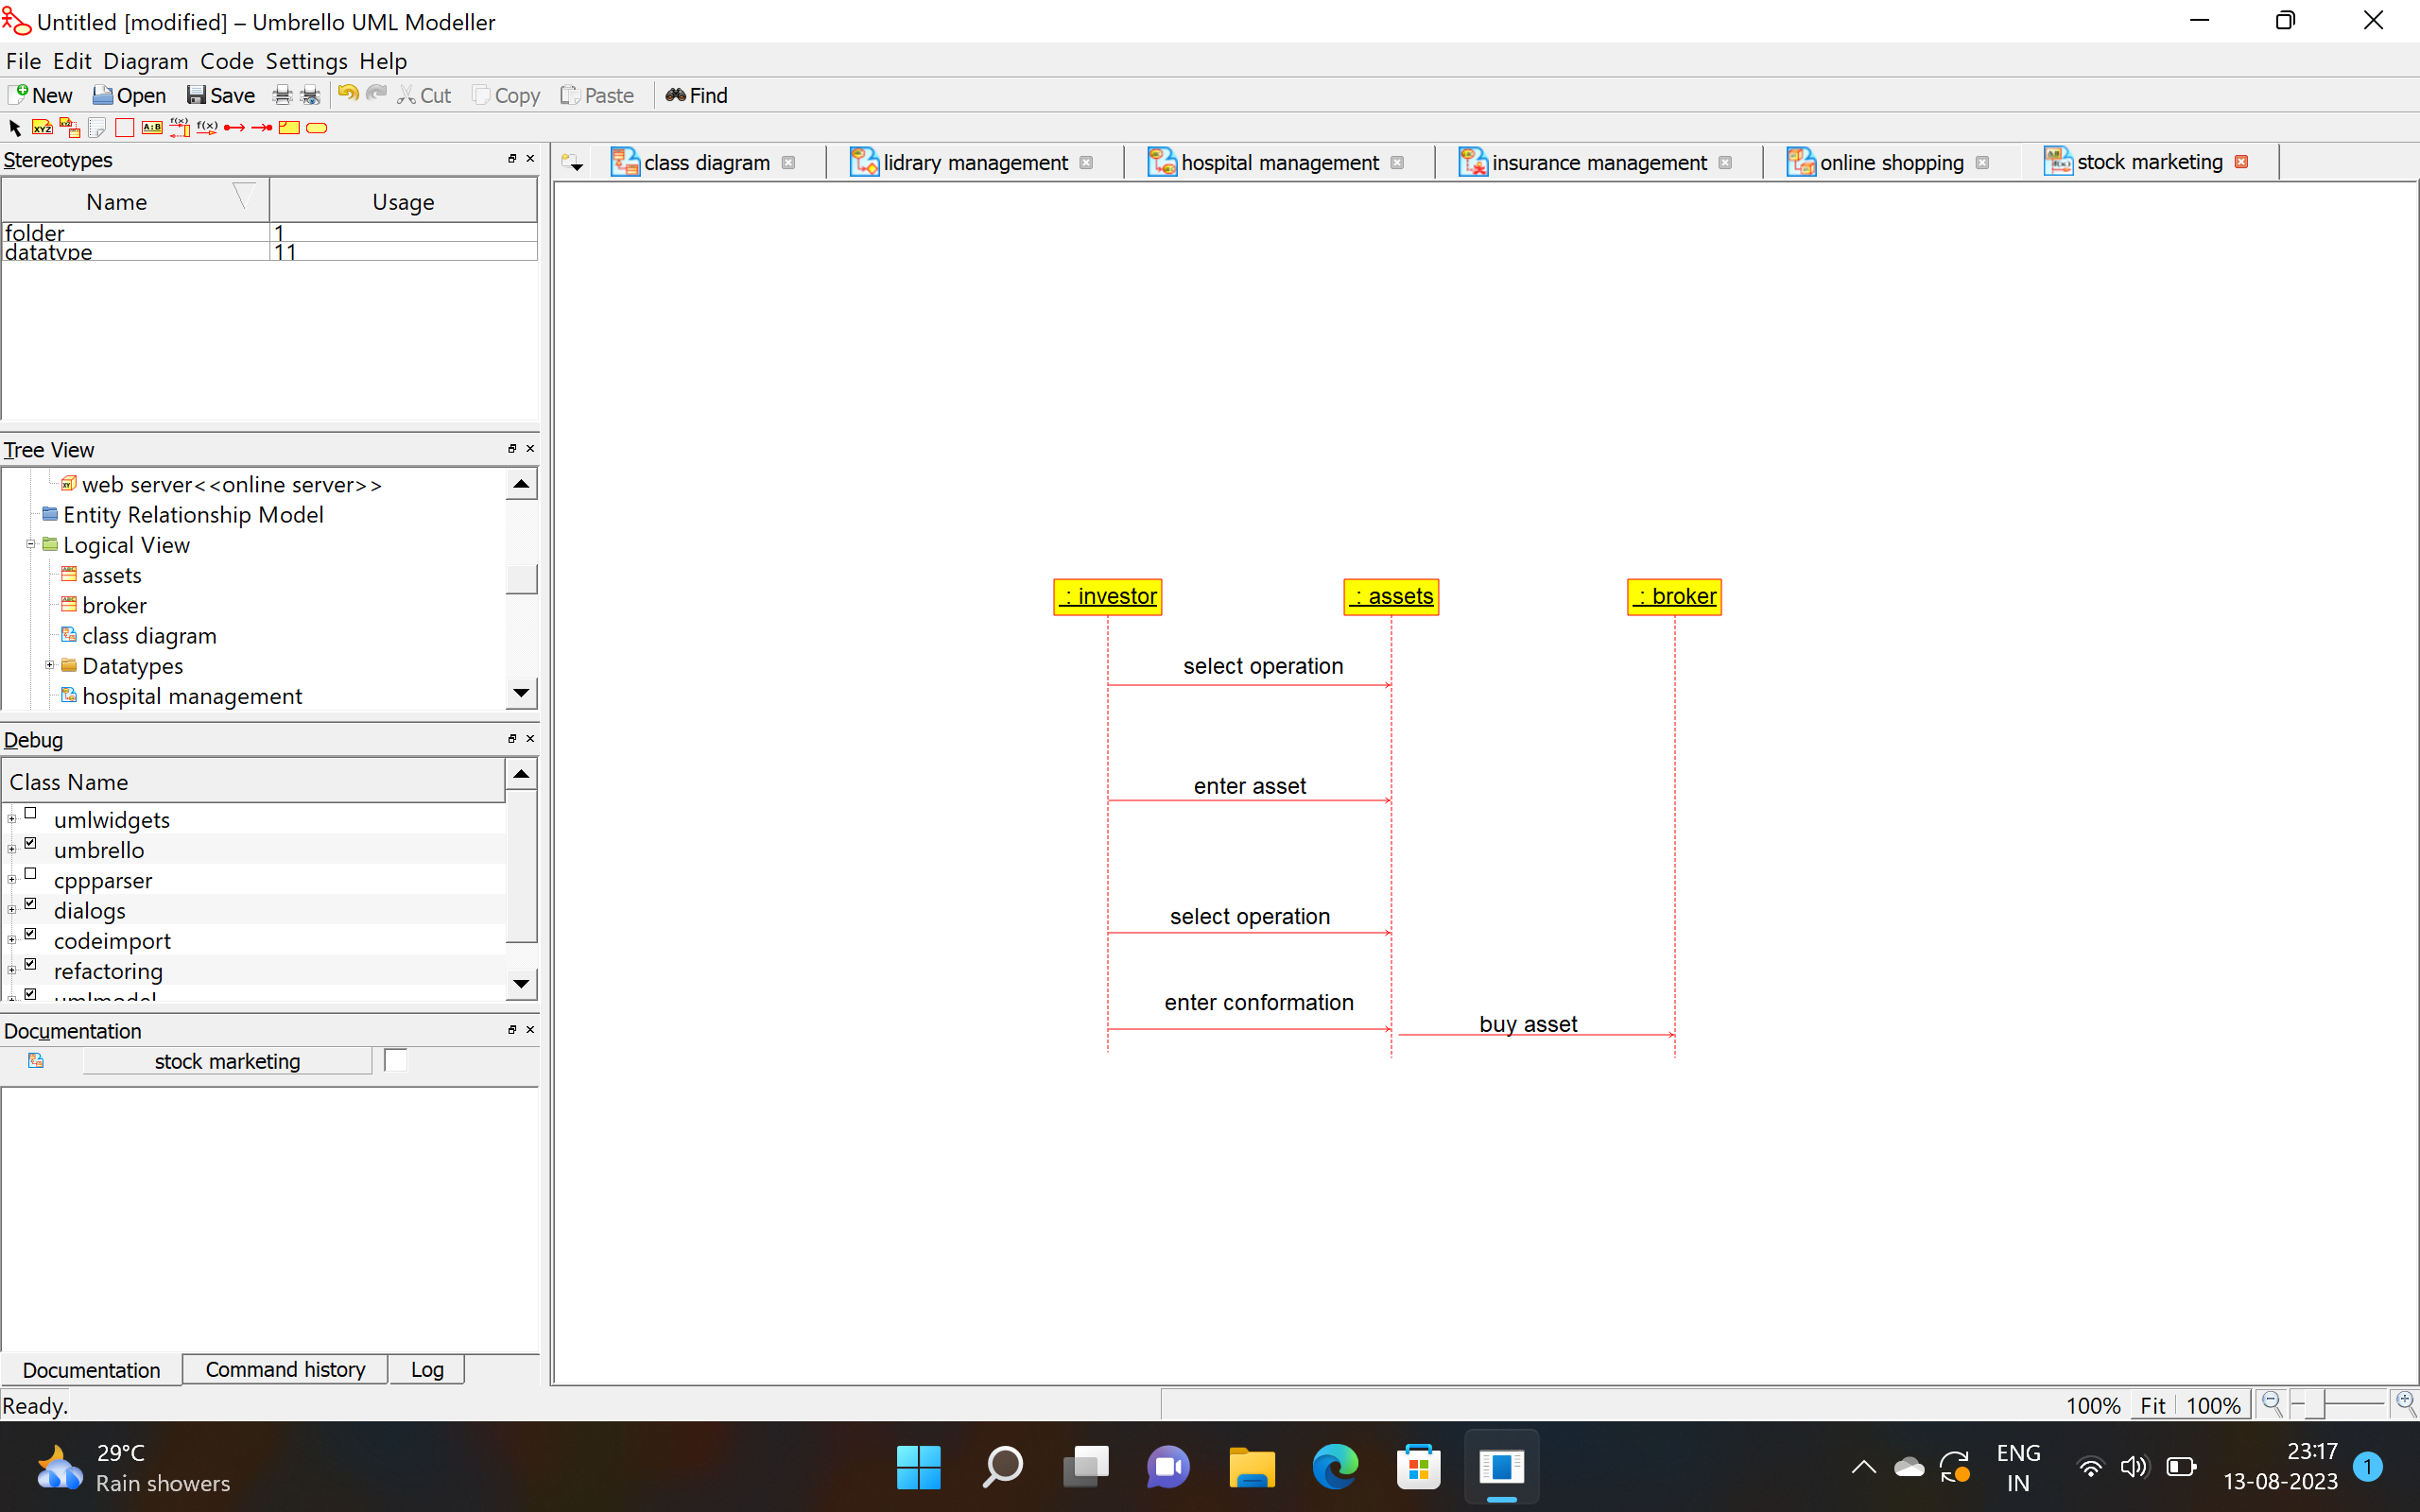 Untitled [modified] – Umbrello UML Modeller
File Edit Diagram Code Settings Help
New Open Save Cut Copy Paste Find
Stereotypes
class diagram lidrary management hospital management insurance management online shopping stock marketing
Name Usage
folder 1
datatype 11
Tree View
web server<<online server>>
Entity Relationship Model
Logical View
assets
broker
class diagram
Datatypes
hospital management
Debug
Class Name
umlwidgets
umbrello
cppparser
dialogs
codeimport
refactoring
umlmodel
Documentation
stock marketing
: investor : assets : broker
select operation
enter asset
select operation
enter conformation
buy asset
Documentation Command history Log
Ready. 100% Fit 100%
29°C
Rain showers
ENG
IN
23:17
13-08-2023
1